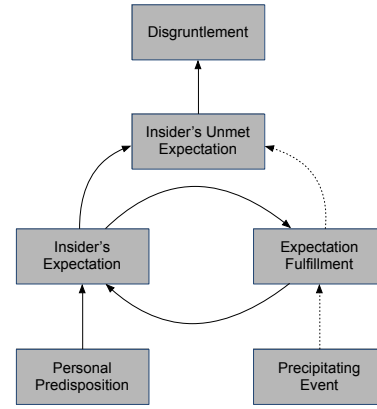 Disgruntlement
Insider's Unmet
Expectation
Insider's
Expectation
Expectation
Fulfillment
Personal
Predisposition
Precipitating
Event